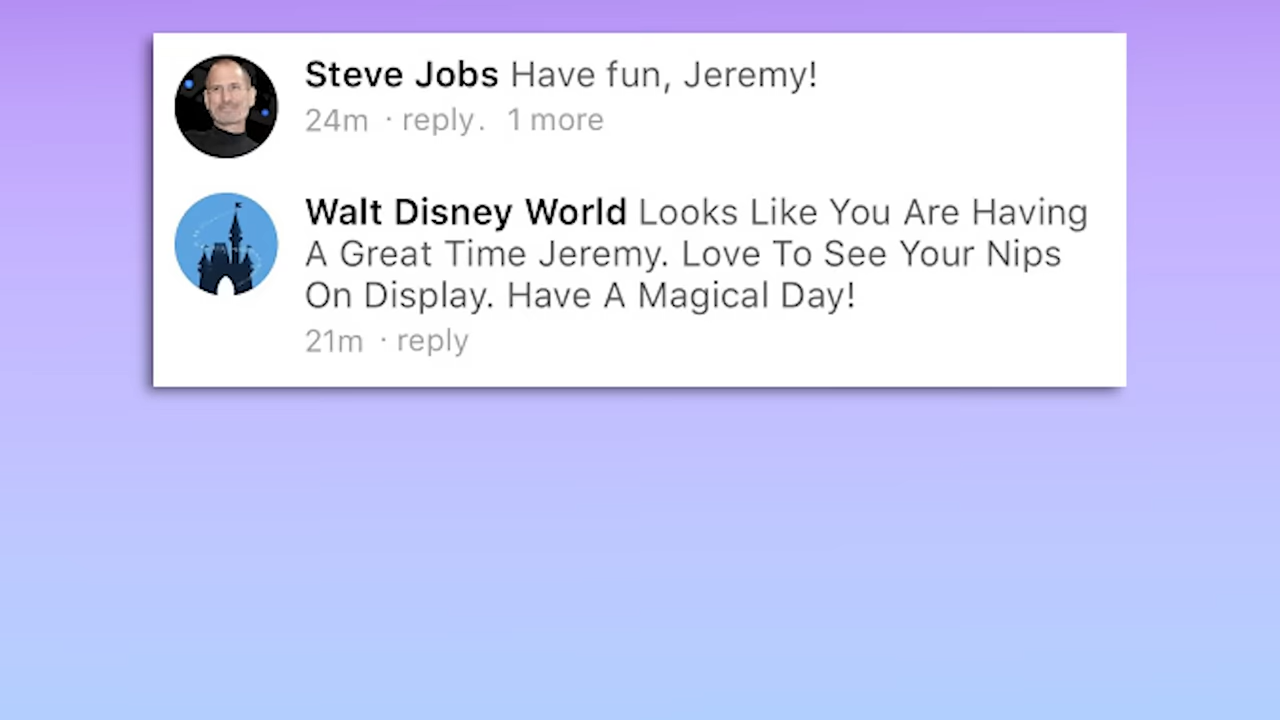 Steve Jobs Have fun, Jeremy!
24m · reply. 1 more
Walt Disney World Looks Like You Are Having
A Great Time Jeremy. Love To See Your Nips
On Display. Have A Magical Day!
21m · reply